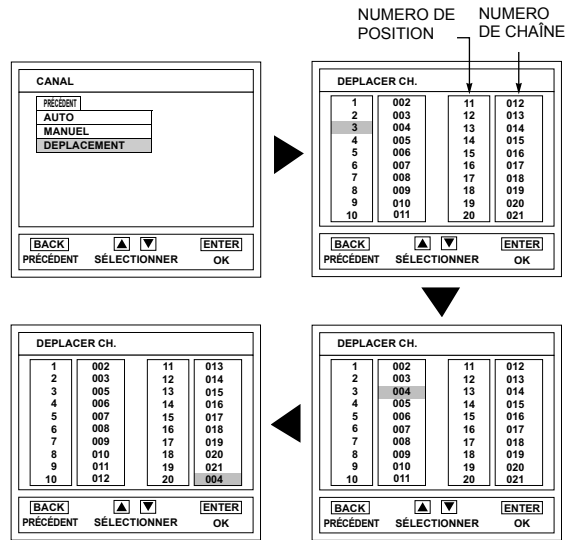 NUMERO DE POSITION
NUMERO DE CHAÎNE
CANAL
PRÉCÉDENT
AUTO
MANUEL
DEPLACEMENT
BACK ▲ ▼ ENTER
PRÉCÉDENT SÉLECTIONNER OK
DEPLACER CH.
1 002 11 012
2 003 12 013
3 004 13 014
4 005 14 015
5 006 15 016
6 007 16 017
7 008 17 018
8 009 18 019
9 010 19 020
10 011 20 021
BACK ▲ ▼ ENTER
PRÉCÉDENT SÉLECTIONNER OK
DEPLACER CH.
1 002 11 013
2 003 12 014
3 005 13 015
4 006 14 016
5 007 15 017
6 008 16 018
7 009 17 019
8 010 18 020
9 011 19 021
10 012 20 004
BACK ▲ ▼ ENTER
PRÉCÉDENT SÉLECTIONNER OK
DEPLACER CH.
1 002 11 012
2 003 12 013
3 004 13 014
4 005 14 015
5 006 15 016
6 007 16 017
7 008 17 018
8 009 18 019
9 010 19 020
10 011 20 021
BACK ▲ ▼ ENTER
PRÉCÉDENT SÉLECTIONNER OK